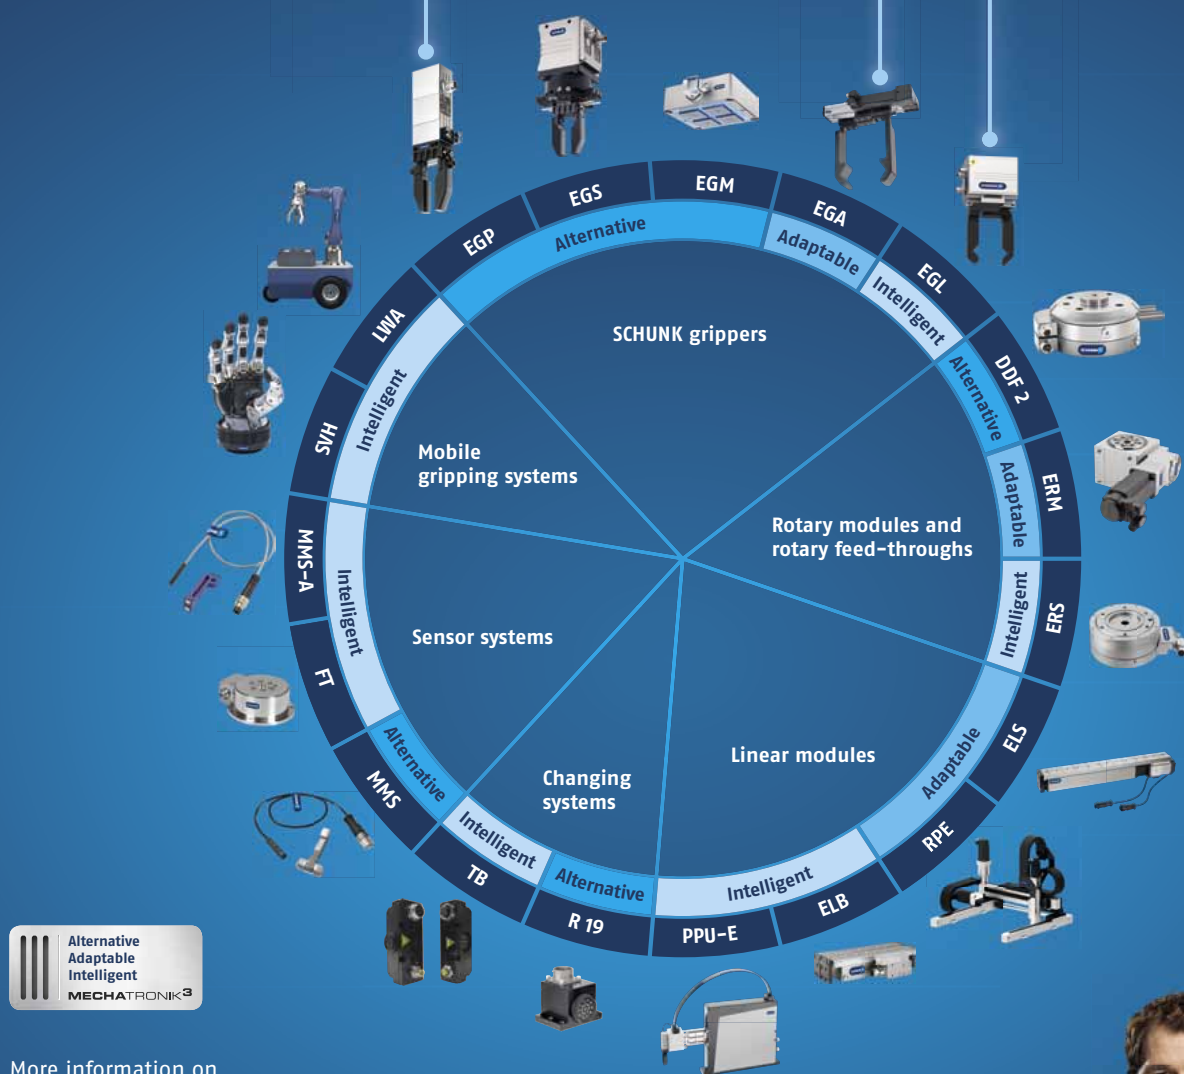 EGP
EGS
EGM
EGA
EGL
DDF 2
ERM
ERS
ELS
RPE
ELB
PPU-E
R 19
TB
MMS
FT
MMS-A
SVH
LWA
Alternative
Adaptable
Intelligent
Alternative
Adaptable
Intelligent
Adaptable
Intelligent
Alternative
Intelligent
Alternative
Intelligent
Intelligent
SCHUNK grippers
Rotary modules and
rotary feed-throughs
Linear modules
Changing
systems
Sensor systems
Mobile
gripping systems
Alternative
Adaptable
Intelligent
MECHATRONIK³
More information on